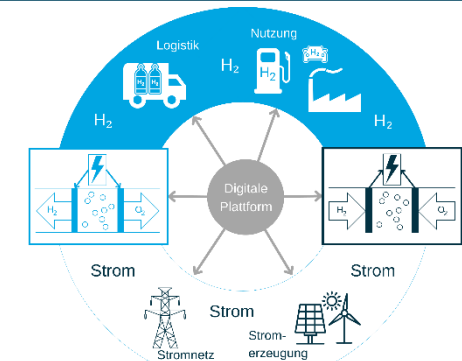 Logistik
Nutzung
H₂
H₂
H₂
H₂ H₂
H₂
H₂
H₂
O₂
Digitale
Plattform
H₂
O₂
Strom
Strom
Strom
Strom-
erzeugung
Stromnetz